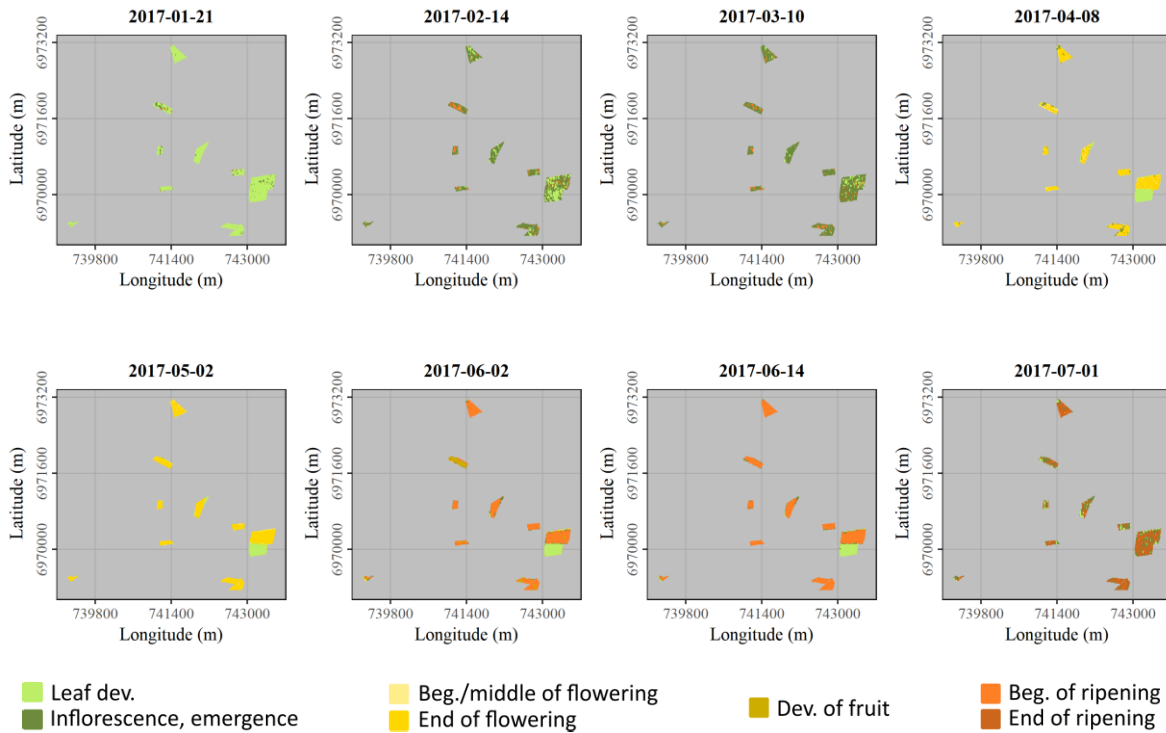 2017-01-21
2017-02-14
2017-03-10
2017-04-08
Latitude (m)
6973200
6971600
6970000
Latitude (m)
6973200
6971600
6970000
Latitude (m)
6973200
6971600
6970000
Latitude (m)
6973200
6971600
6970000
7399800 741400 743000
739800 741400 743000
739800 741400 743000
739800 741400 743000
Longitude (m)
Longitude (m)
Longitude (m)
Longitude (m)
2017-05-02
2017-06-02
2017-06-14
2017-07-01
Latitude (m)
6973200
6971600
6970000
Latitude (m)
6973200
6971600
6970000
Latitude (m)
6973200
6971600
6970000
Latitude (m)
6973200
6971600
6970000
739800 741400 743000
739800 741400 743000
739800 741400 743000
739800 741400 743000
Longitude (m)
Longitude (m)
Longitude (m)
Longitude (m)
Leaf dev.
Inflorescence, emergence
Beg./middle of flowering
End of flowering
Dev. of fruit
Beg. of ripening
End of ripening